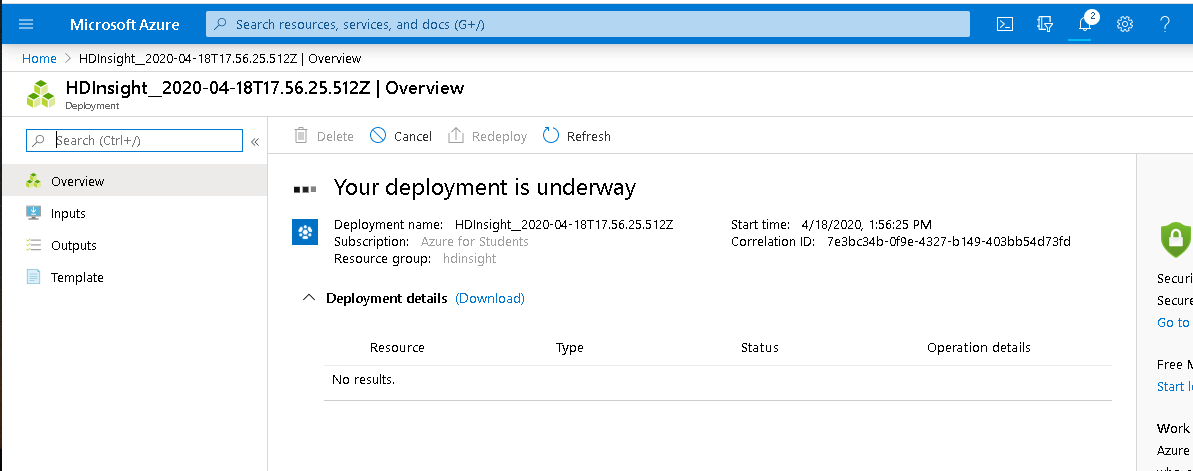 Microsoft Azure
Search resources, services, and docs (G+/)
2
Home > HDInsight__2020-04-18T17.56.25.512Z | Overview
HDInsight__2020-04-18T17.56.25.512Z | Overview
Deployment
Search (Ctrl+/)
«
Delete
Cancel
Redeploy
Refresh
Overview
Inputs
Outputs
Template
Your deployment is underway
Deployment name: HDInsight__2020-04-18T17.56.25.512Z
Subscription: Azure for Students
Resource group: hdinsight
Start time: 4/18/2020, 1:56:25 PM
Correlation ID: 7e3bc34b-0f9e-4327-b149-403bb54d73fd
Deployment details (Download)
Resource Type Status Operation details
No results.
Securi
Secure
Go to
Free M
Start l
Work
Azure